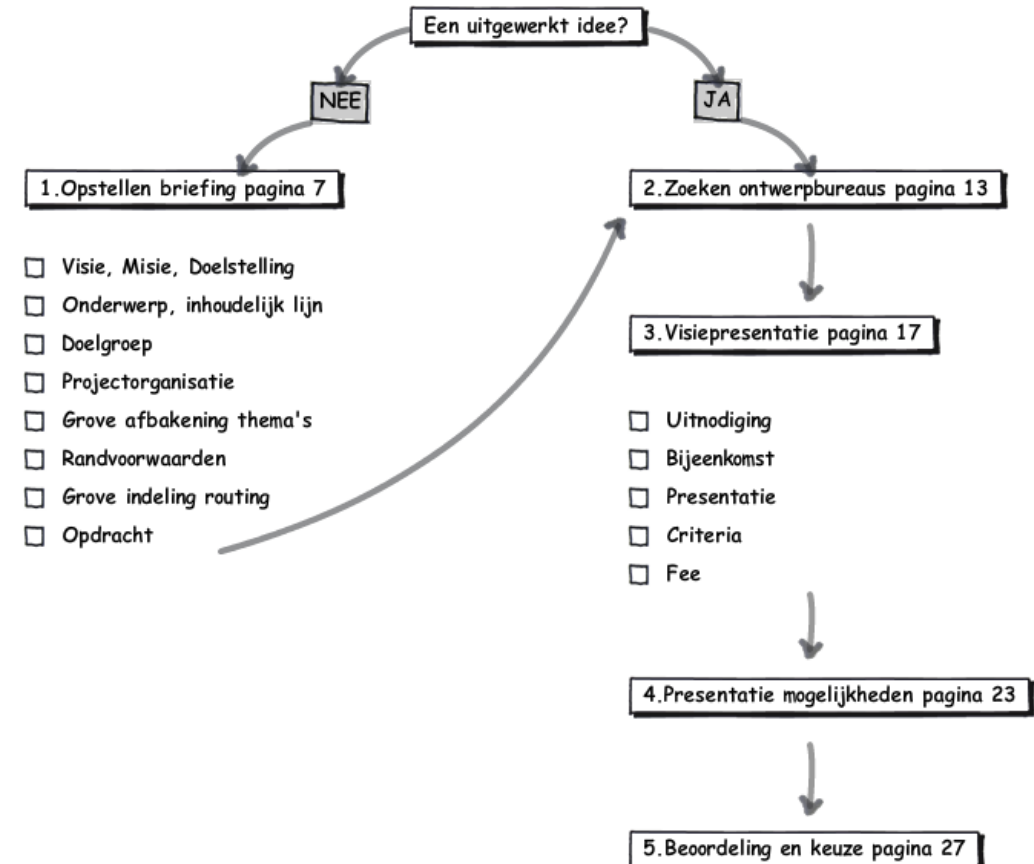 Een uitgewerkt idee?
NEE
JA
1.Opstellen briefing pagina 7
Visie, Misie, Doelstelling
Onderwerp, inhoudelijk lijn
Doelgroep
Projectorganisatie
Grove afbakening thema's
Randvoorwaarden
Grove indeling routing
Opdracht
2.Zoeken ontwerpbureaus pagina 13
3.Visiepresentatie pagina 17
Uitnodiging
Bijeenkomst
Presentatie
Criteria
Fee
4.Presentatie mogelijkheden pagina 23
5.Beoordeling en keuze pagina 27